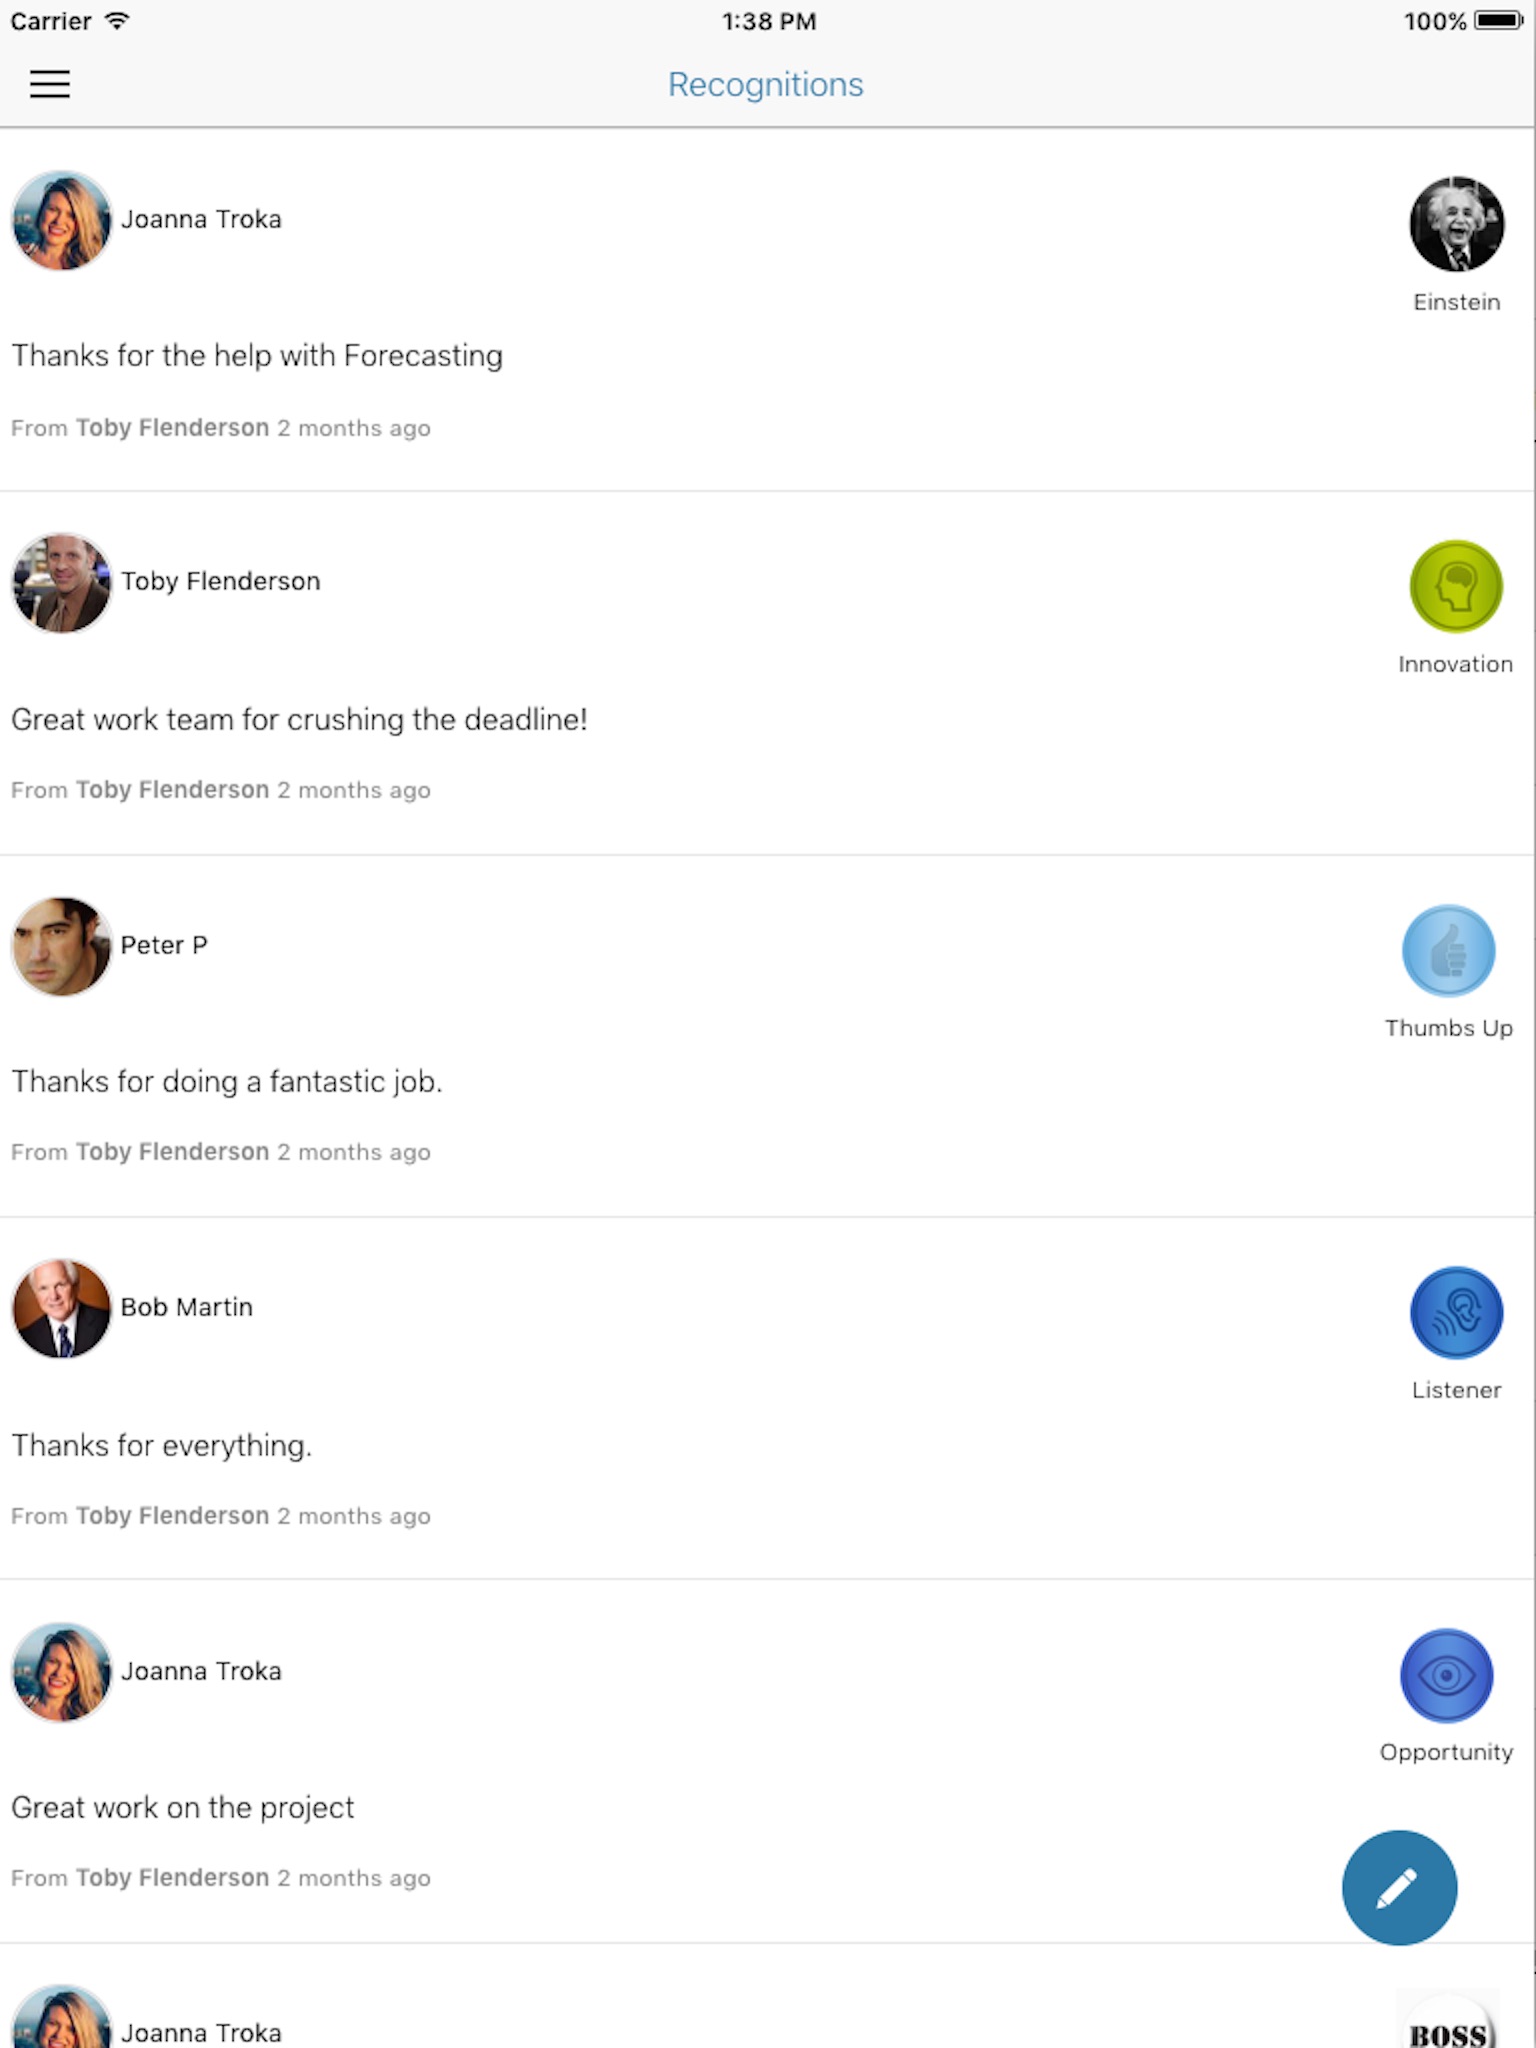 Carrier 1:38 PM 100%
Recognitions
Joanna Troka
Einstein
Thanks for the help with Forecasting
From Toby Flenderson 2 months ago
Toby Flenderson
Innovation
Great work team for crushing the deadline!
From Toby Flenderson 2 months ago
Peter P
Thumbs Up
Thanks for doing a fantastic job.
From Toby Flenderson 2 months ago
Bob Martin
Listener
Thanks for everything.
From Toby Flenderson 2 months ago
Joanna Troka
Opportunity
Great work on the project
From Toby Flenderson 2 months ago
Joanna Troka
BOSS